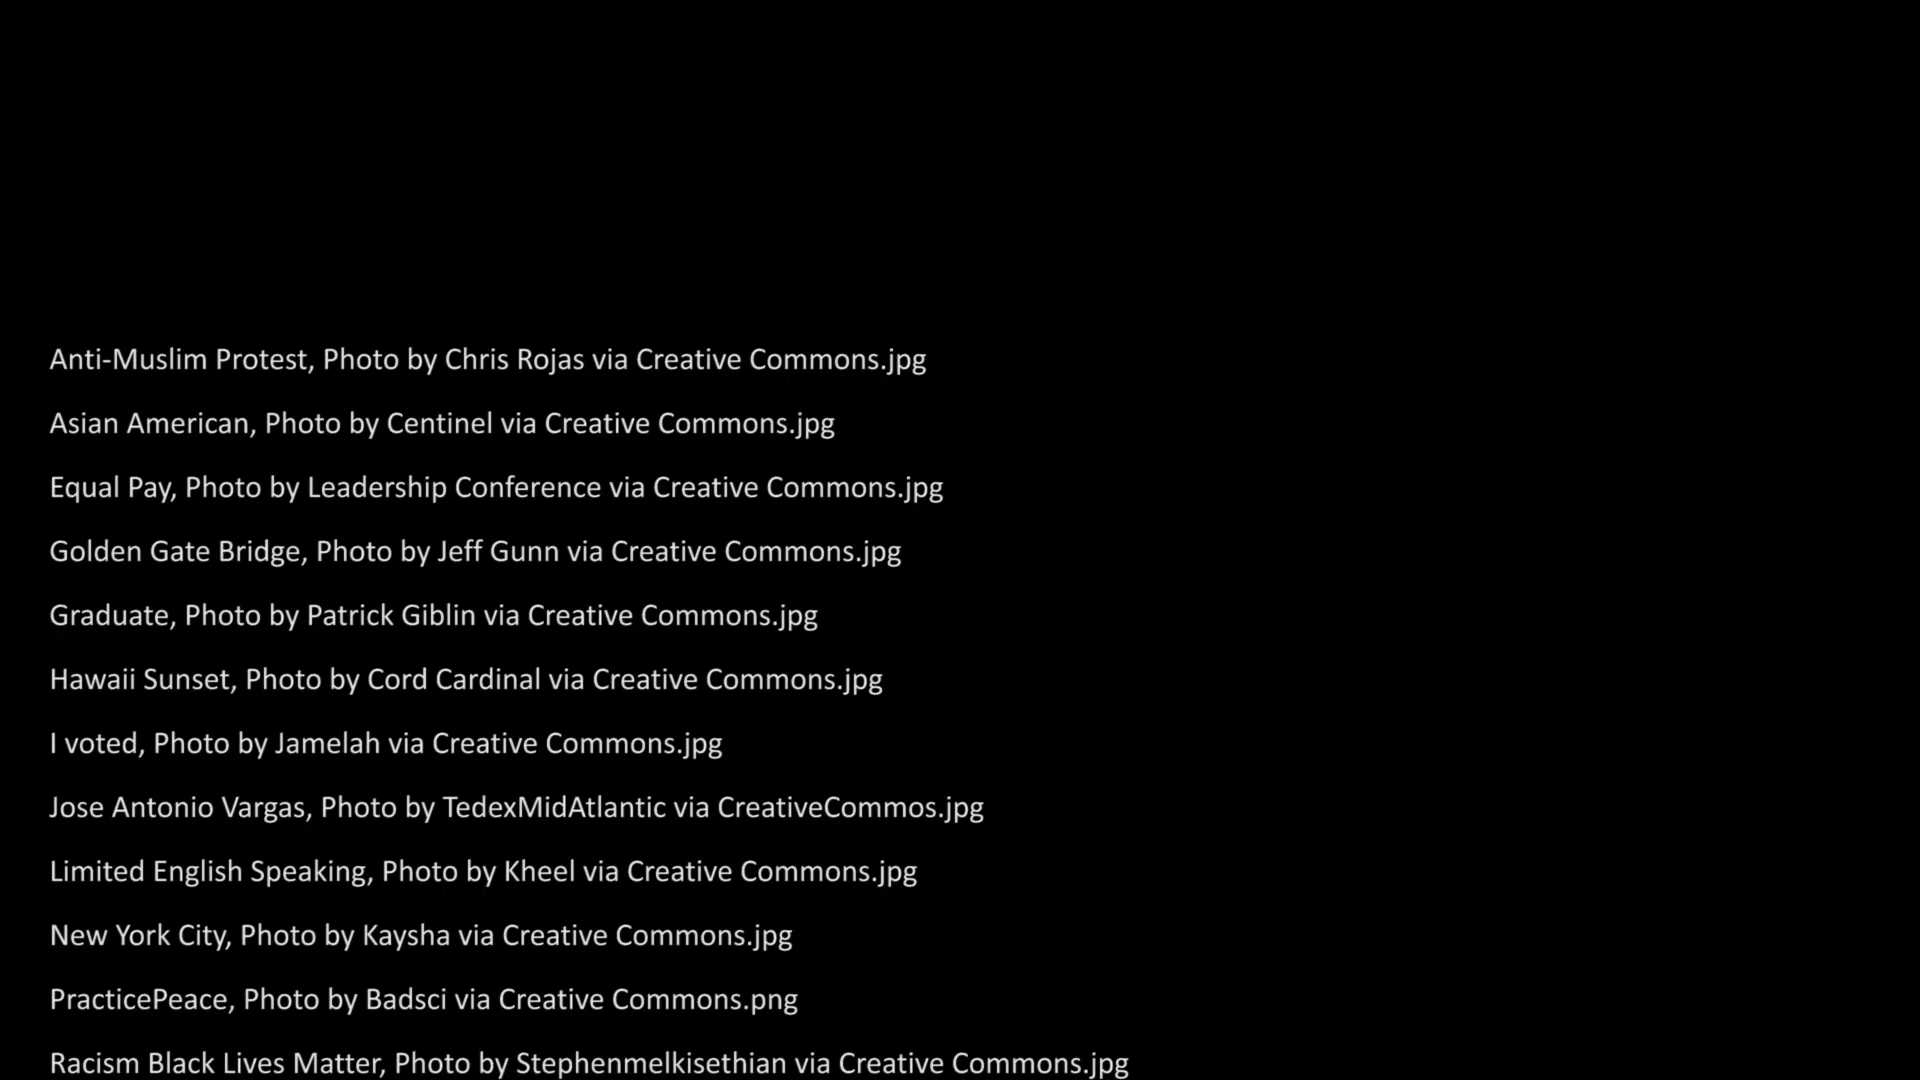 Anti-Muslim Protest, Photo by Chris Rojas via Creative Commons.jpg
Asian American, Photo by Centinel via Creative Commons.jpg
Equal Pay, Photo by Leadership Conference via Creative Commons.jpg
Golden Gate Bridge, Photo by Jeff Gunn via Creative Commons.jpg
Graduate, Photo by Patrick Giblin via Creative Commons.jpg
Hawaii Sunset, Photo by Cord Cardinal via Creative Commons.jpg
I voted, Photo by Jamelah via Creative Commons.jpg
Jose Antonio Vargas, Photo by TedexMidAtlantic via CreativeCommos.jpg
Limited English Speaking, Photo by Kheel via Creative Commons.jpg
New York City, Photo by Kaysha via Creative Commons.jpg
PracticePeace, Photo by Badsci via Creative Commons.png
Racism Black Lives Matter, Photo by Stephenmelkisethian via Creative Commons.jpg